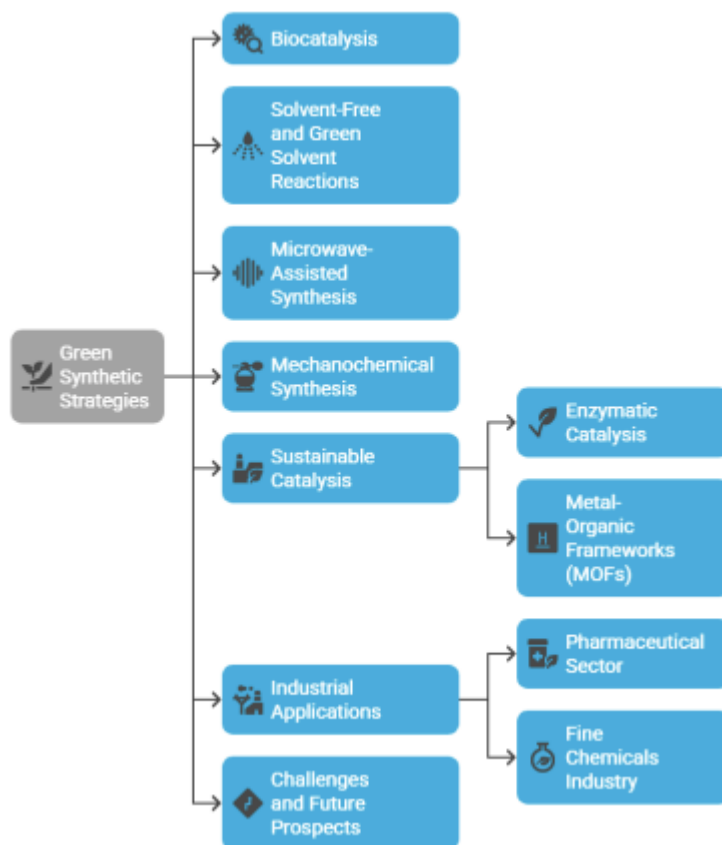 Biocatalysis
Solvent-Free
and Green
Solvent
Reactions
Microwave-
Assisted
Synthesis
Green
Synthetic
Strategies
Mechanochemical
Synthesis
Sustainable
Catalysis
Enzymatic
Catalysis
H
Metal-
Organic
Frameworks
(MOFs)
Industrial
Applications
Pharmaceutical
Sector
Fine
Chemicals
Industry
Challenges
and Future
Prospects